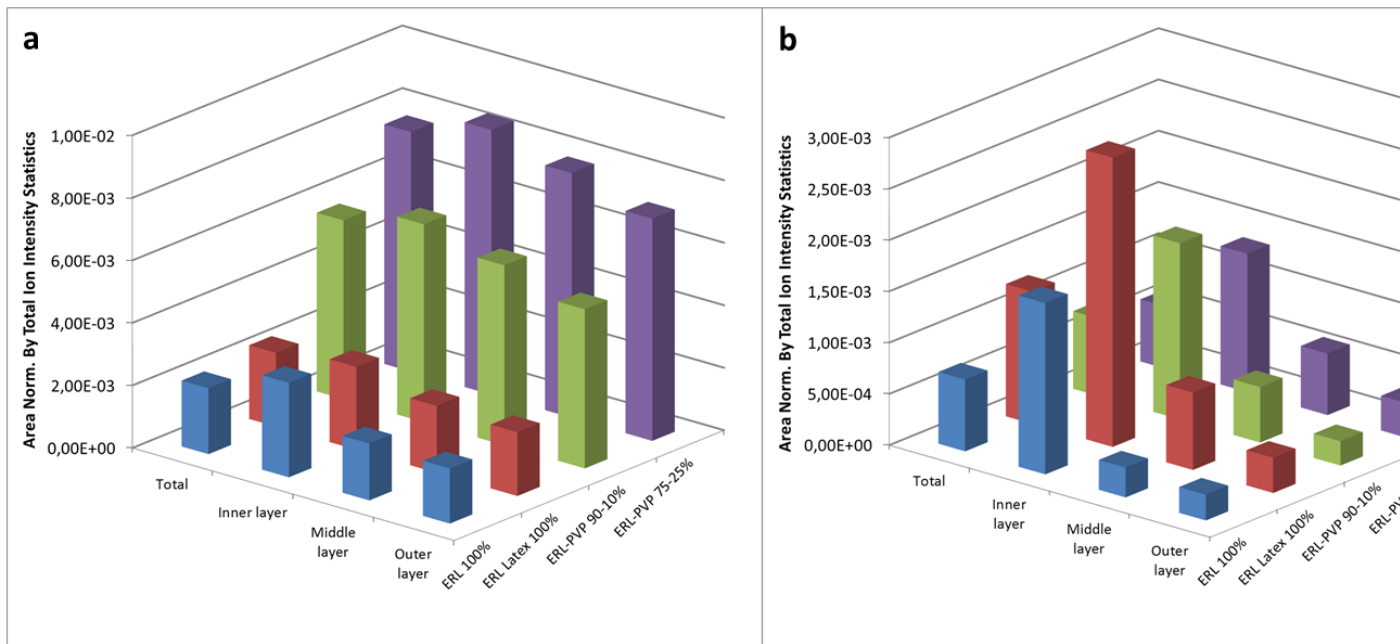 a
Area Norm. By Total Ion Intensity Statistics
1,00E-02
8,00E-03
6,00E-03
4,00E-03
2,00E-03
0,00E+00
Total
Inner layer
Middle
layer
Outer
layer
ERL 100%
ERL Latex 100%
ERL-PVP 90-10%
ERL-PVP 75-25%
b
Area Norm. By Total Ion Intensity Statistics
3,00E-03
2,50E-03
2,00E-03
1,50E-03
1,00E-03
5,00E-04
0,00E+00
Total
Inner
layer
Middle
layer
Outer
layer
ERL 100%
ERL Latex 100%
ERL-PVP 90-10%